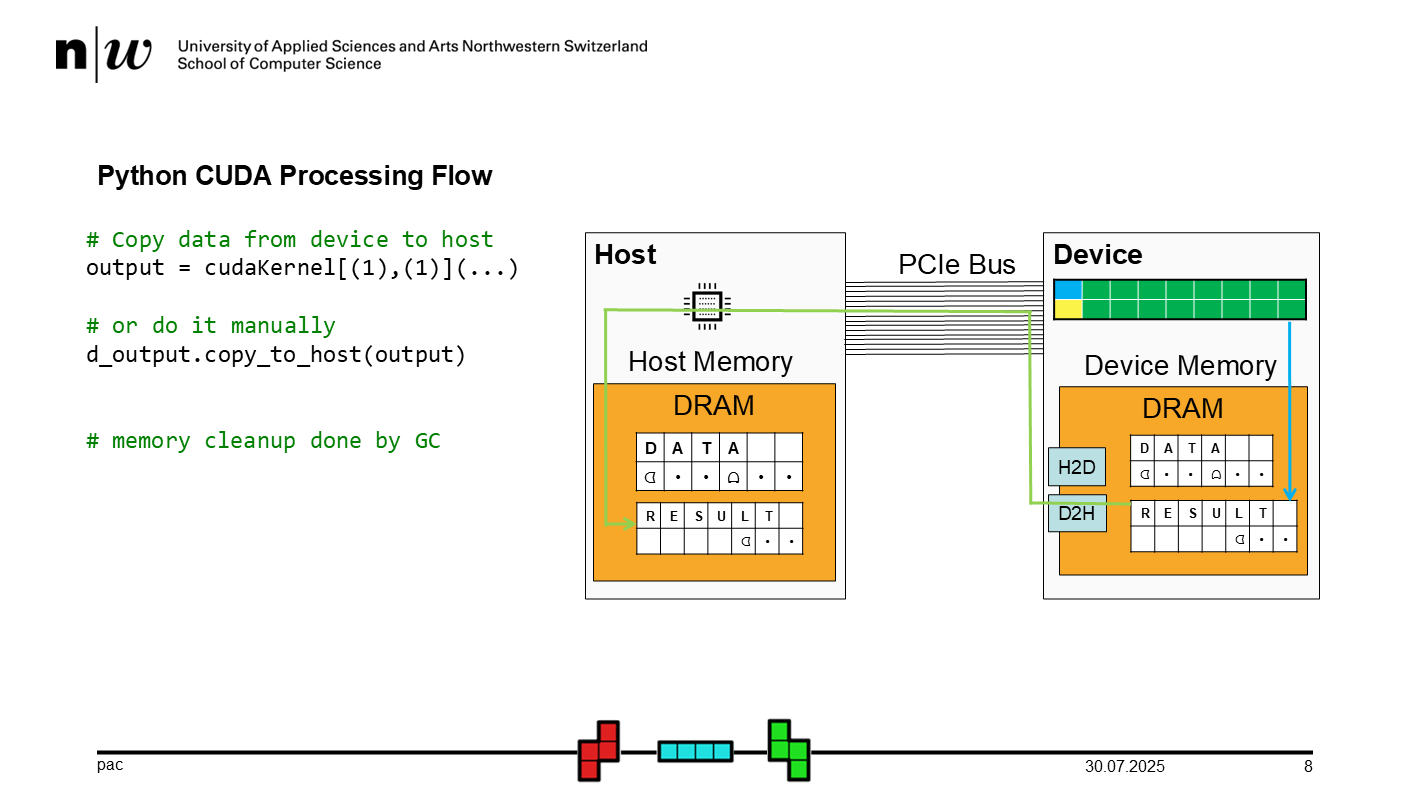 n|w University of Applied Sciences and Arts Northwestern Switzerland
School of Computer Science
Python CUDA Processing Flow
# Copy data from device to host
output = cudaKernel[(1),(1)](...)
# or do it manually
d_output.copy_to_host(output)
# memory cleanup done by GC
Host
Host Memory
DRAM
D A T A
R E S U L T
PCIe Bus
Device
Device Memory
DRAM
H2D
D2H
D A T A
R E S U L T
pac
30.07.2025
8